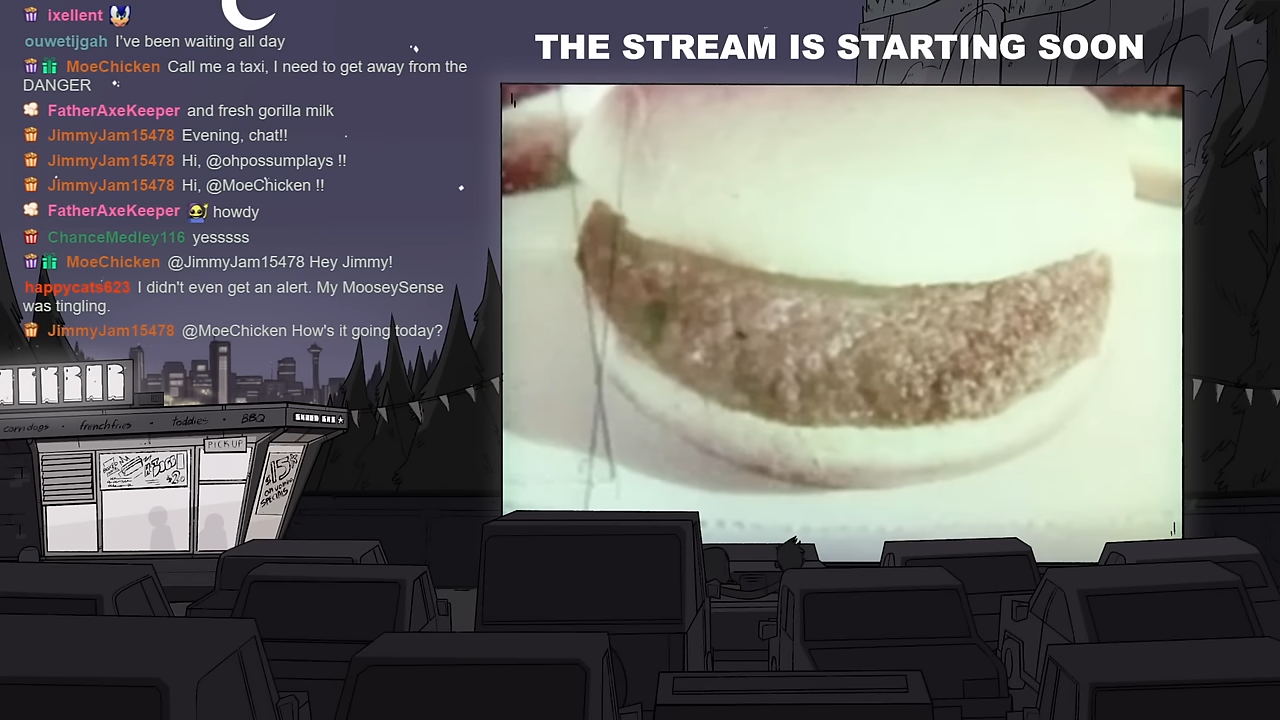 ixellent
ouwetijgah I've been waiting all day
MoeChicken Call me a taxi, I need to get away from the
DANGER
FatherAxeKeeper and fresh gorilla milk
JimmyJam15478 Evening, chat!!
JimmyJam15478 Hi, @ohpossumplays !!
JimmyJam15478 Hi, @MoeChicken !!
FatherAxeKeeper howdy
ChanceMedley116 yesssss
MoeChicken @JimmyJam15478 Hey Jimmy!
happycats623 I didn't even get an alert. My MooseySense
was tingling.
JimmyJam15478 @MoeChicken How's it going today?
THE STREAM IS STARTING SOON
corndogs · frenchfries · toddies · BBQ
PICK UP
$15